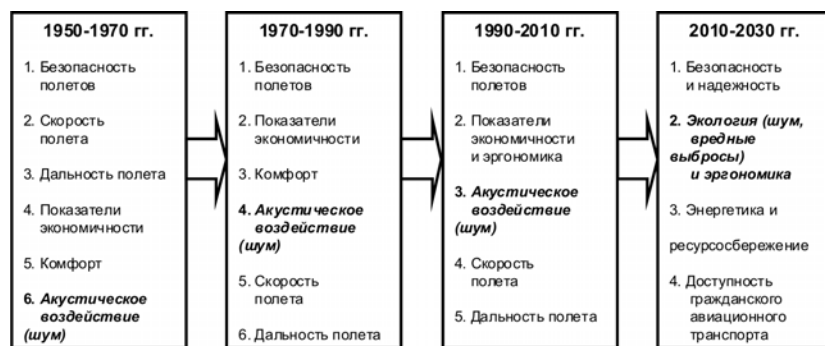 1950-1970 гг.
1. Безопасность
полетов
2. Скорость
полета
3. Дальность полета
4. Показатели
экономичности
5. Комфорт
6. Акустическое
воздействие
(шум)
1970-1990 гг.
1. Безопасность
полетов
2. Показатели
экономичности
3. Комфорт
4. Акустическое
воздействие
(шум)
5. Скорость
полета
6. Дальность полета
1990-2010 гг.
1. Безопасность
полетов
2. Показатели
экономичности
и эргономика
3. Акустическое
воздействие
(шум)
4. Скорость
полета
5. Дальность полета
2010-2030 гг.
1. Безопасность
и надежность
2. Экология (шум,
вредные
выбросы)
и эргономика
3. Энергетика и
ресурсосбережение
4. Доступность
гражданского
авиационного
транспорта